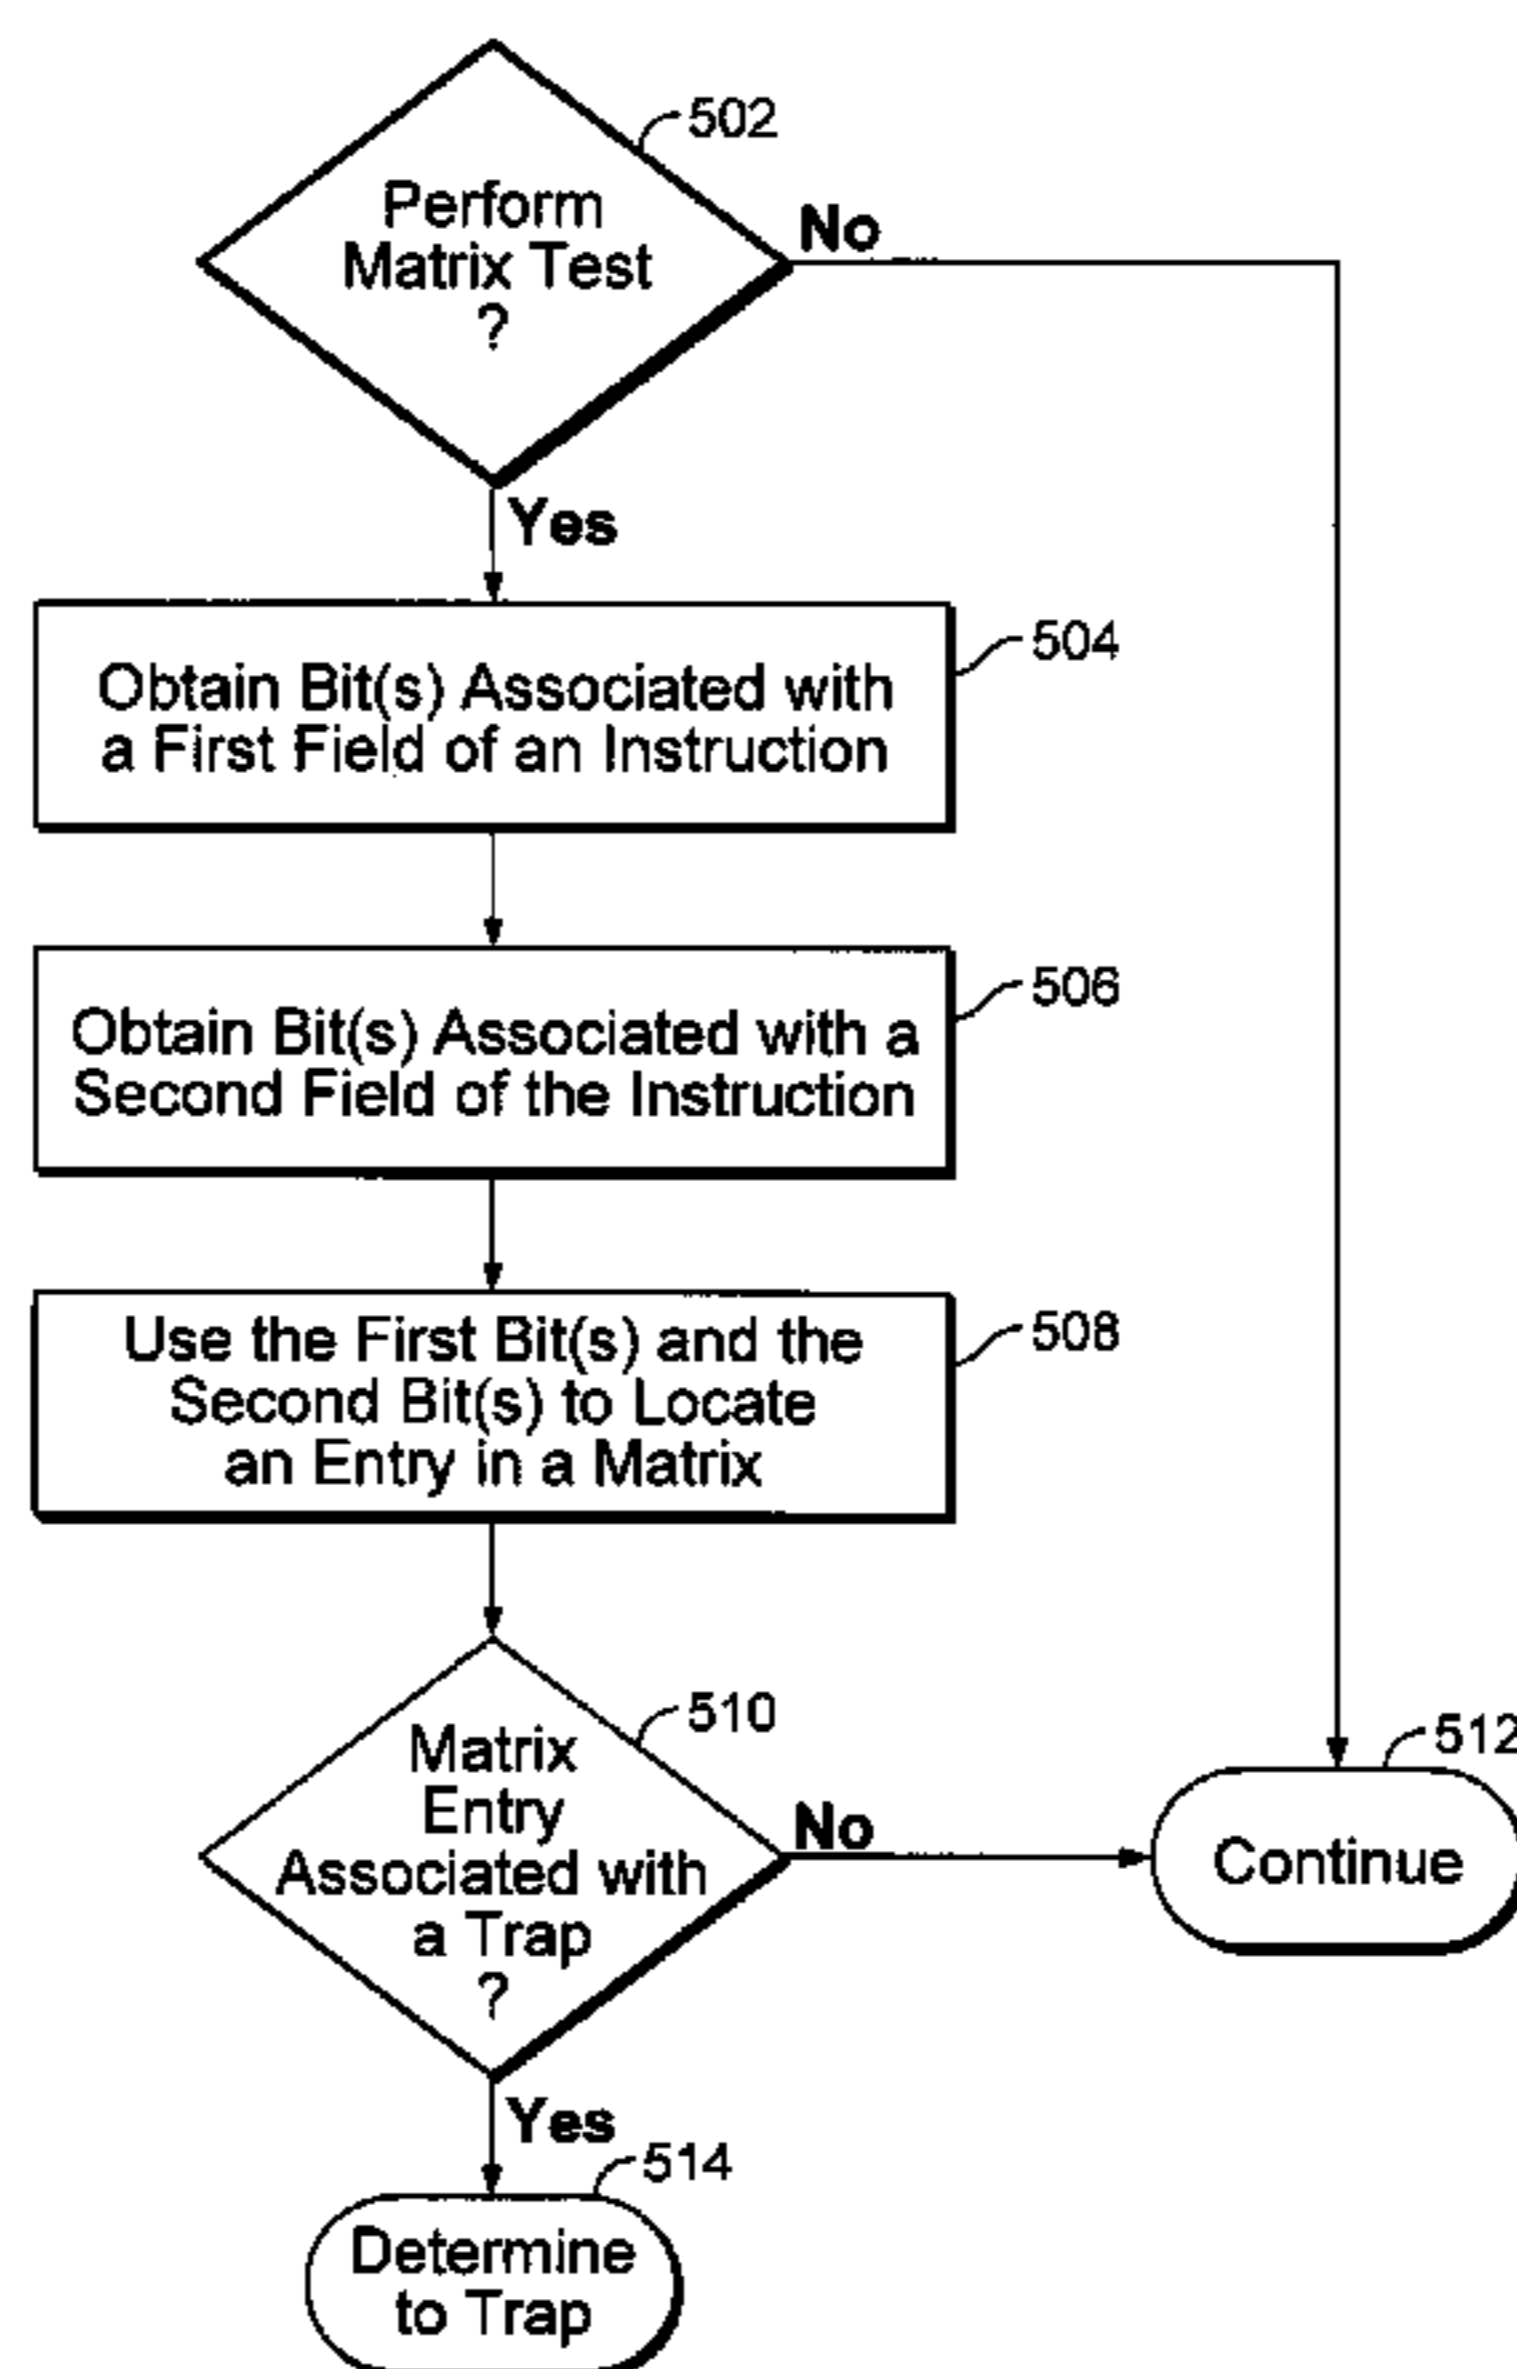 502
Perform
Matrix Test
?
No
Yes
504
Obtain Bit(s) Associated with
a First Field of an Instruction
506
Obtain Bit(s) Associated with a
Second Field of the Instruction
508
Use the First Bit(s) and the
Second Bit(s) to Locate
an Entry in a Matrix
510
Matrix
Entry
Associated with
a Trap
?
No
512
Continue
Yes
514
Determine
to Trap